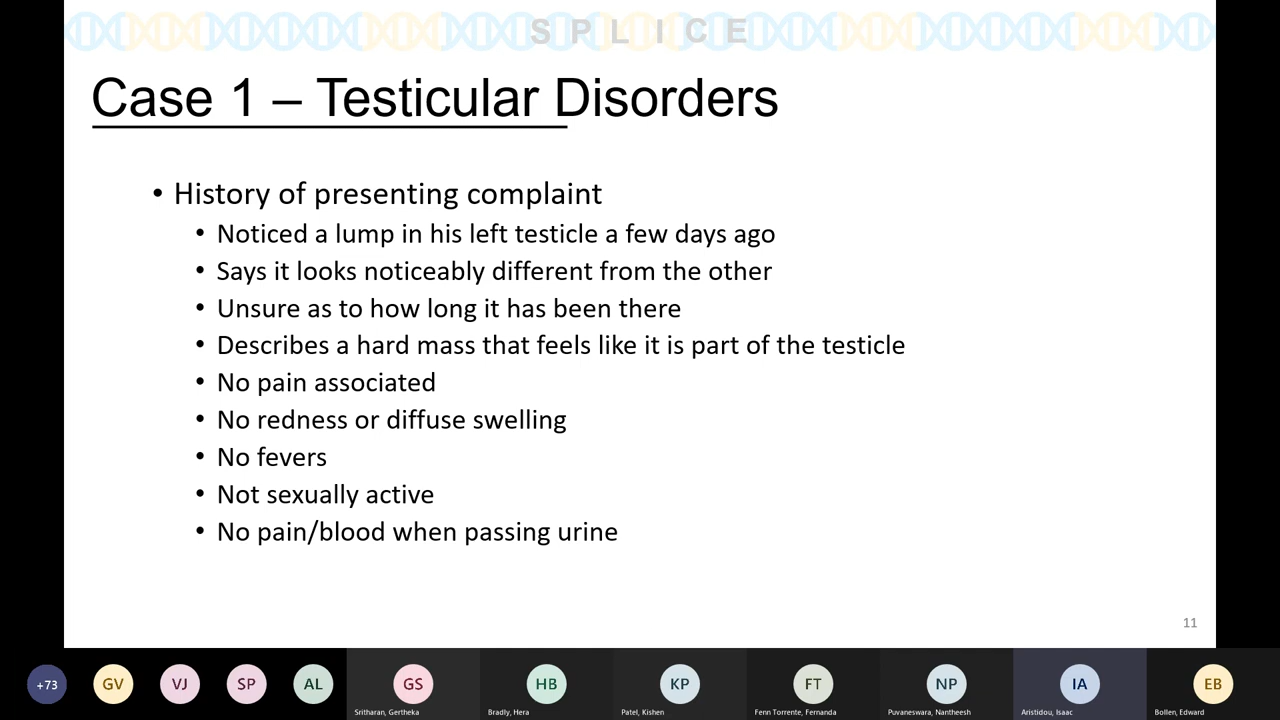 S P L I C E
Case 1 – Testicular Disorders
• History of presenting complaint
• Noticed a lump in his left testicle a few days ago
• Says it looks noticeably different from the other
• Unsure as to how long it has been there
• Describes a hard mass that feels like it is part of the testicle
• No pain associated
• No redness or diffuse swelling
• No fevers
• Not sexually active
• No pain/blood when passing urine
11
+73 GV VJ SP AL GS HB KP FT NP IA EB
Sritharan, Gertheka Bradly, Hera Patel, Kishen Fenn Torrente, Fernanda Puvaneswara, Nantheesh Aristidou, Isaac Bollen, Edward